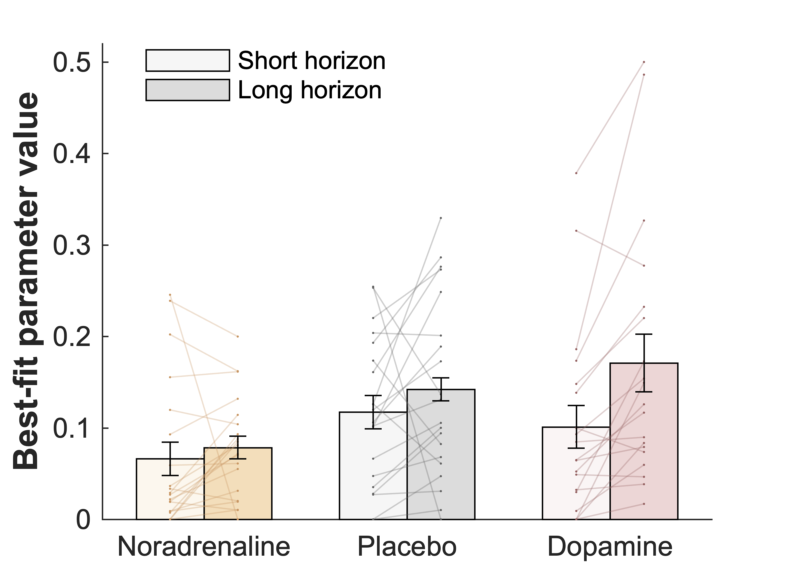 Short horizon
Long horizon
Best-fit parameter value
0.5
0.4
0.3
0.2
0.1
0
Noradrenaline Placebo Dopamine